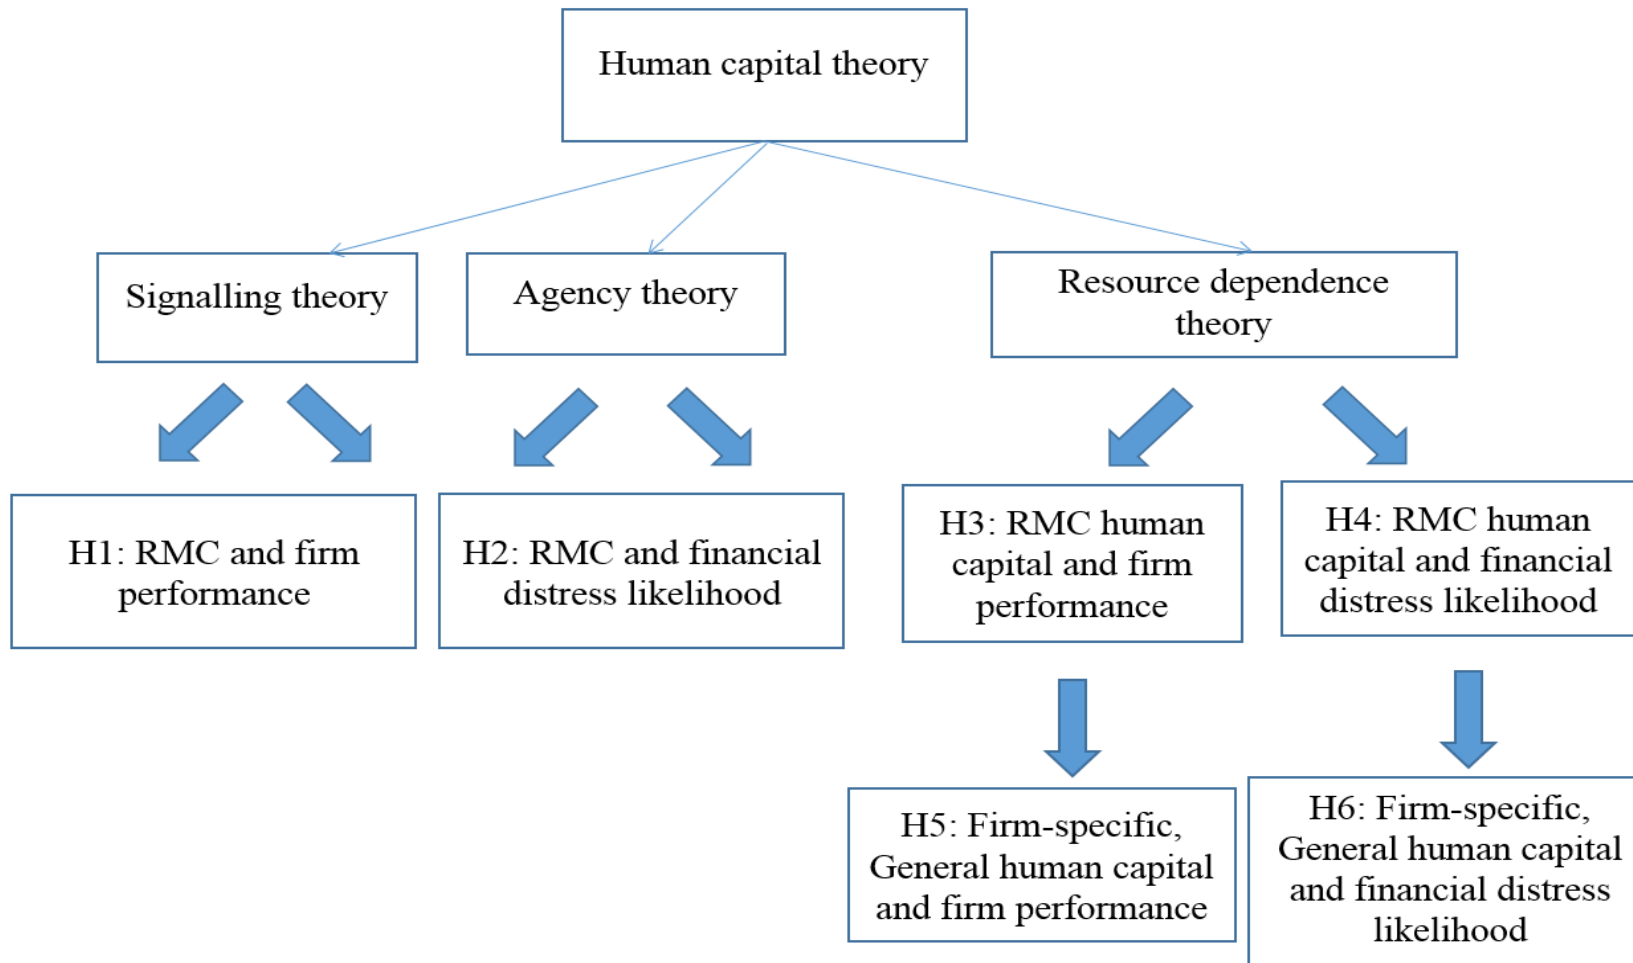 Human capital theory
Signalling theory
Agency theory
Resource dependence
theory
H1: RMC and firm
performance
H2: RMC and financial
distress likelihood
H3: RMC human
capital and firm
performance
H4: RMC human
capital and financial
distress likelihood
H5: Firm-specific,
General human capital
and firm performance
H6: Firm-specific,
General human capital
and financial distress
likelihood